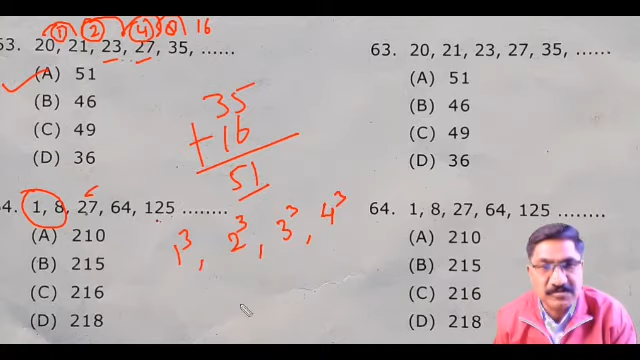 1 2 4 8 16
53. 20, 21, 23, 27, 35, ......
(A) 51
(B) 46
(C) 49
(D) 36
35
+16
51
4. 1, 8, 27, 64, 125 ........
(A) 210
(B) 215
(C) 216
(D) 218
1³, 2³, 3³, 4³
63. 20, 21, 23, 27, 35, ......
(A) 51
(B) 46
(C) 49
(D) 36
64. 1, 8, 27, 64, 125 ........
(A) 210
(B) 215
(C) 216
(D) 218